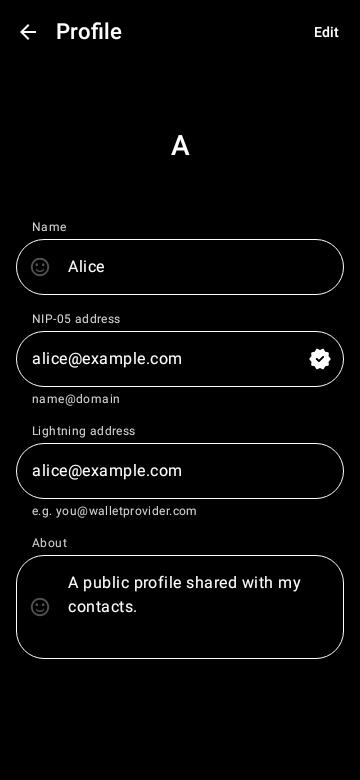 Profile
Edit
A
Name
Alice
NIP-05 address
alice@example.com
name@domain
Lightning address
alice@example.com
e.g. you@walletprovider.com
About
A public profile shared with my
contacts.